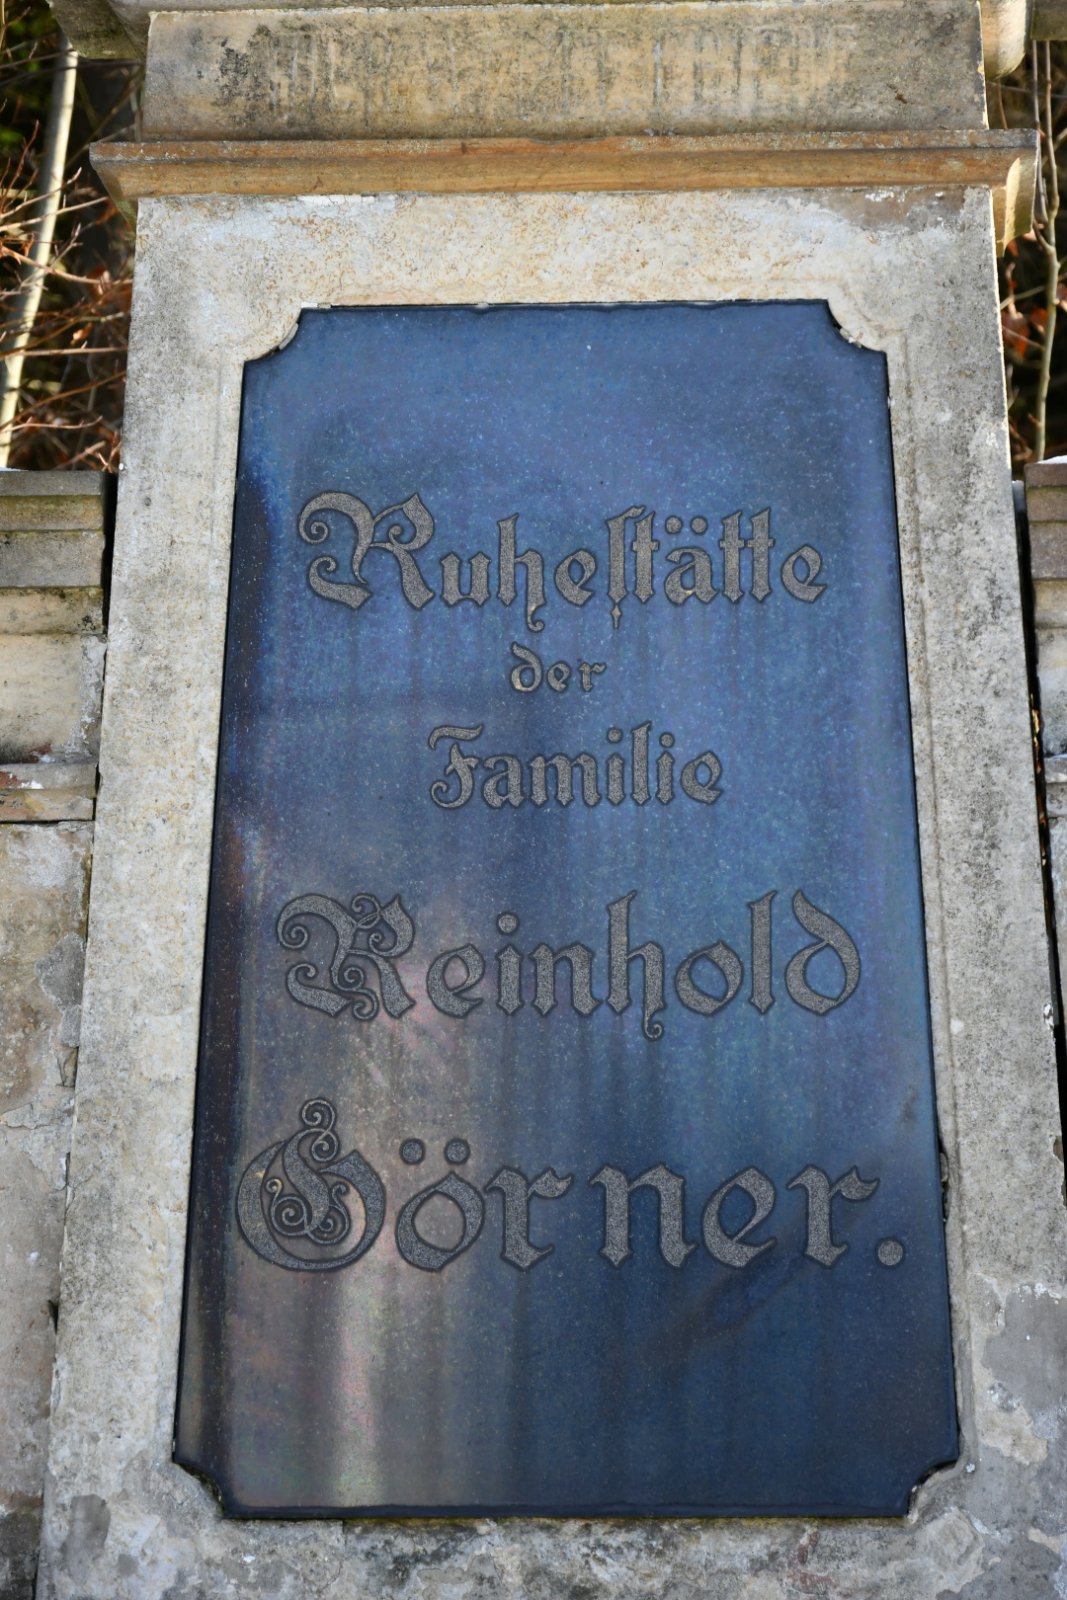 Ruheſtätte
der
Familie
Reinhold
Görner.